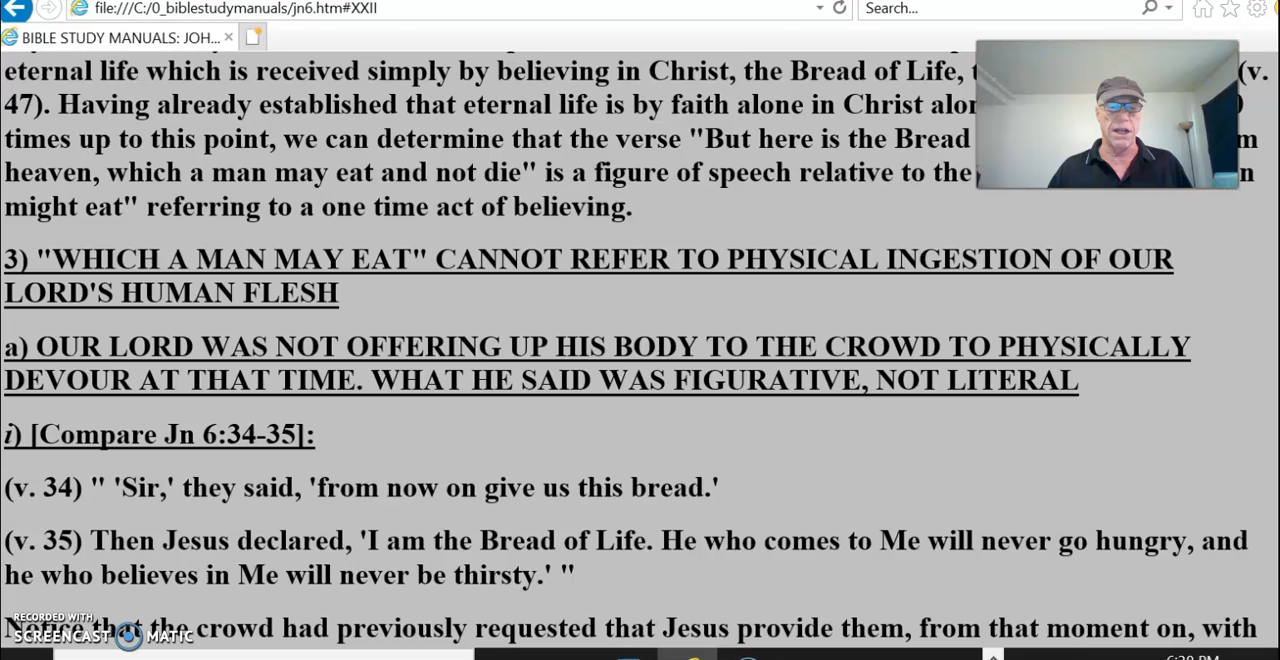 file:///C:/0_biblestudymanuals/jn6.htm#XXII
Search...
BIBLE STUDY MANUALS: JOH...
eternal life which is received simply by believing in Christ, the Bread of Life, (v.
47). Having already established that eternal life is by faith alone in Christ
times up to this point, we can determine that the verse "But here is the Bread
heaven, which a man may eat and not die" is a figure of speech relative to the
might eat" referring to a one time act of believing.
3) "WHICH A MAN MAY EAT" CANNOT REFER TO PHYSICAL INGESTION OF OUR
LORD'S HUMAN FLESH
a) OUR LORD WAS NOT OFFERING UP HIS BODY TO THE CROWD TO PHYSICALLY
DEVOUR AT THAT TIME. WHAT HE SAID WAS FIGURATIVE, NOT LITERAL
i) [Compare Jn 6:34-35]:
(v. 34) " 'Sir,' they said, 'from now on give us this bread.'
(v. 35) Then Jesus declared, 'I am the Bread of Life. He who comes to Me will never go hungry, and
he who believes in Me will never be thirsty.' "
RECORDED WITH
Notice that the crowd had previously requested that Jesus provide them, from that moment on, with
SCREENCAST MATIC